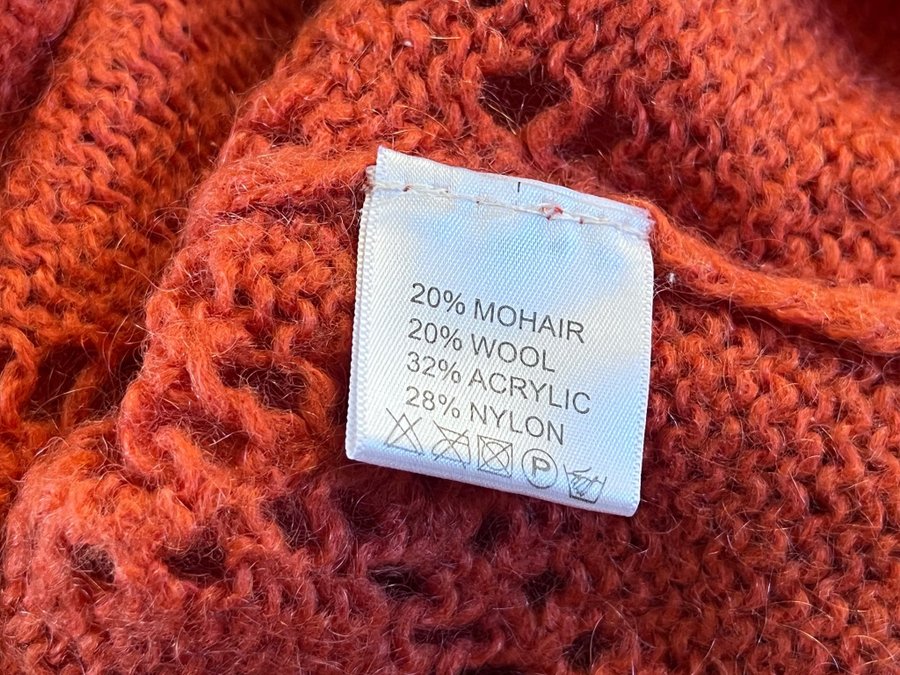 20% MOHAIR
20% WOOL
32% ACRYLIC
28% NYLON
P